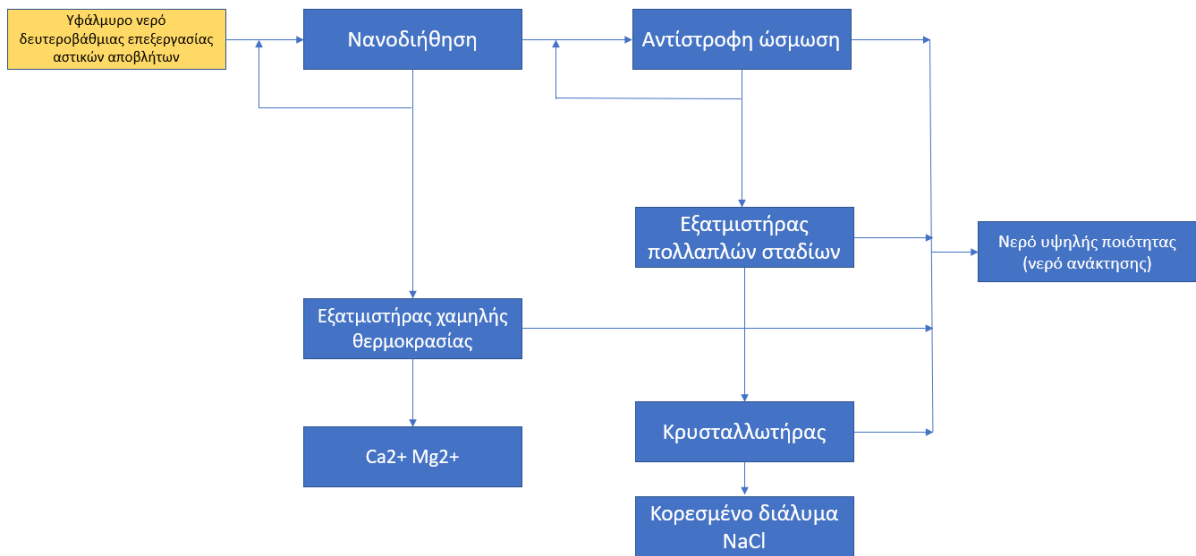 Υφάλμυρο νερό
δευτεροβάθμιας επεξεργασίας
αστικών αποβλήτων
Νανοδιήθηση
Αντίστροφη ώσμωση
Εξατμιστήρας
πολλαπλών σταδίων
Νερό υψηλής ποιότητας
(νερό ανάκτησης)
Εξατμιστήρας χαμηλής
θερμοκρασίας
Κρυσταλλωτήρας
Ca2+ Mg2+
Κορεσμένο διάλυμα
NaCl